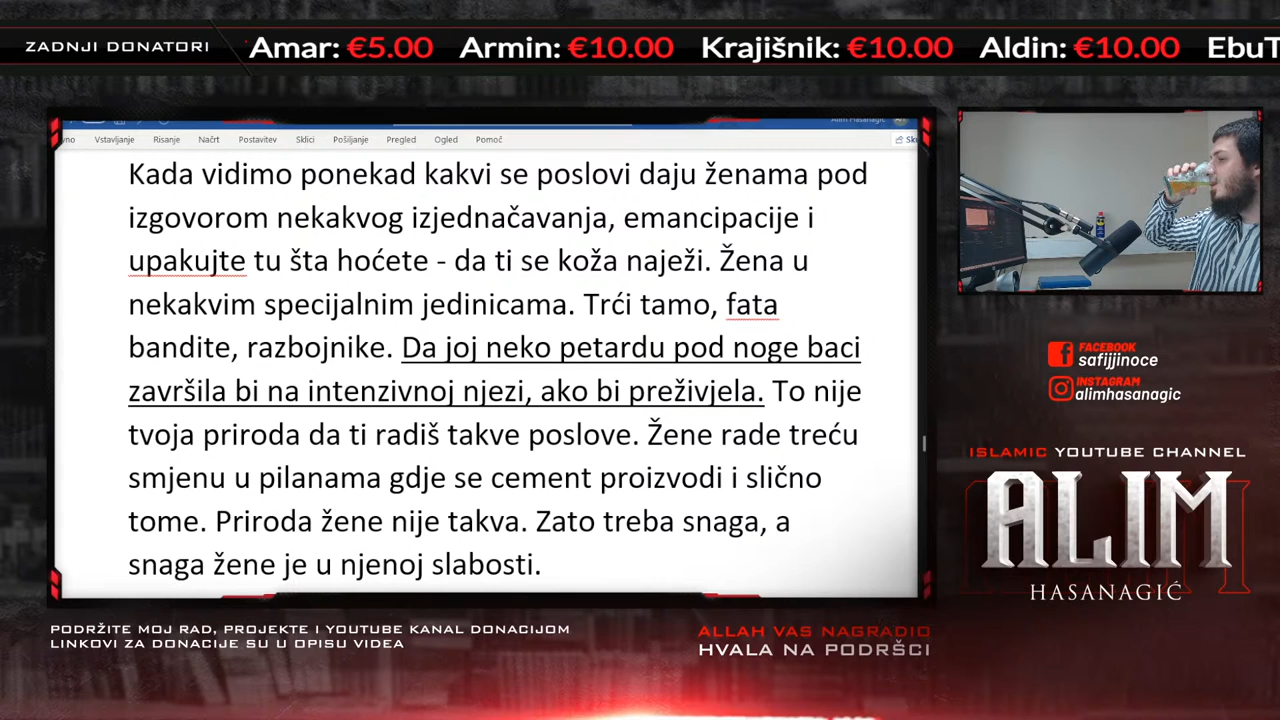 ZADNJI DONATORI
Amar: €5.00 Armin: €10.00 Krajišnik: €10.00 Aldin: €10.00 EbuT
Vstavljanje Risanje Načrt Postavitev Sklici Pošiljanje Pregled Ogled Pomoč
Kada vidimo ponekad kakvi se poslovi daju ženama pod
izgovorom nekakvog izjednačavanja, emancipacije i
upakujte tu šta hoćete - da ti se koža naježi. Žena u
nekakvim specijalnim jedinicama. Trći tamo, fata
bandite, razbojnike. Da joj neko petardu pod noge baci
završila bi na intenzivnoj njezi, ako bi preživjela. To nije
tvoja priroda da ti radiš takve poslove. Žene rade treću
smjenu u pilanama gdje se cement proizvodi i slično
tome. Priroda žene nije takva. Zato treba snaga, a
snaga žene je u njenoj slabosti.
FACEBOOK
safijjinoce
INSTAGRAM
alimhasanagic
ISLAMIC YOUTUBE CHANNEL
ALIM
HASANAGIĆ
PODRŽITE MOJ RAD, PROJEKTE I YOUTUBE KANAL DONACIJOM
LINKOVI ZA DONACIJE SU U OPISU VIDEA
ALLAH VAS NAGRADIO
HVALA NA PODRŠCI